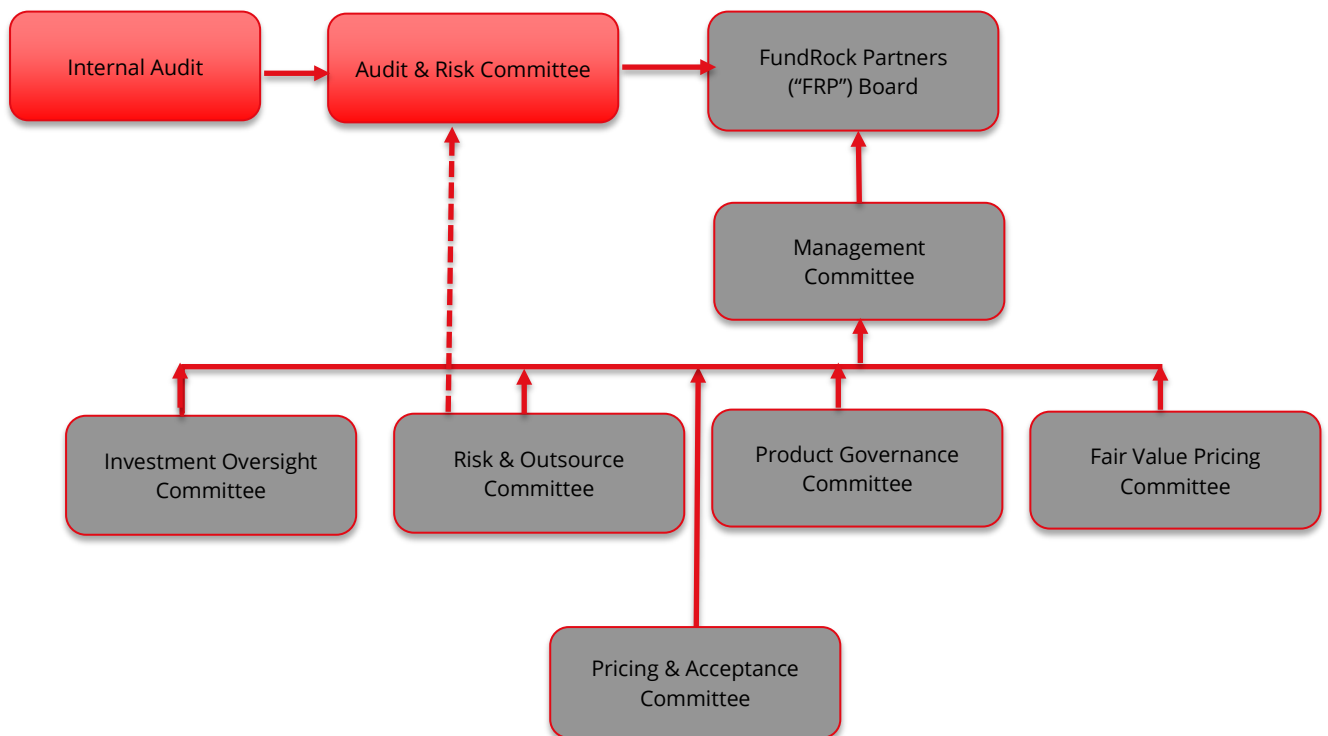 Internal Audit
Audit & Risk Committee
FundRock Partners
(“FRP”) Board
Management
Committee
Investment Oversight
Committee
Risk & Outsource
Committee
Product Governance
Committee
Fair Value Pricing
Committee
Pricing & Acceptance
Committee